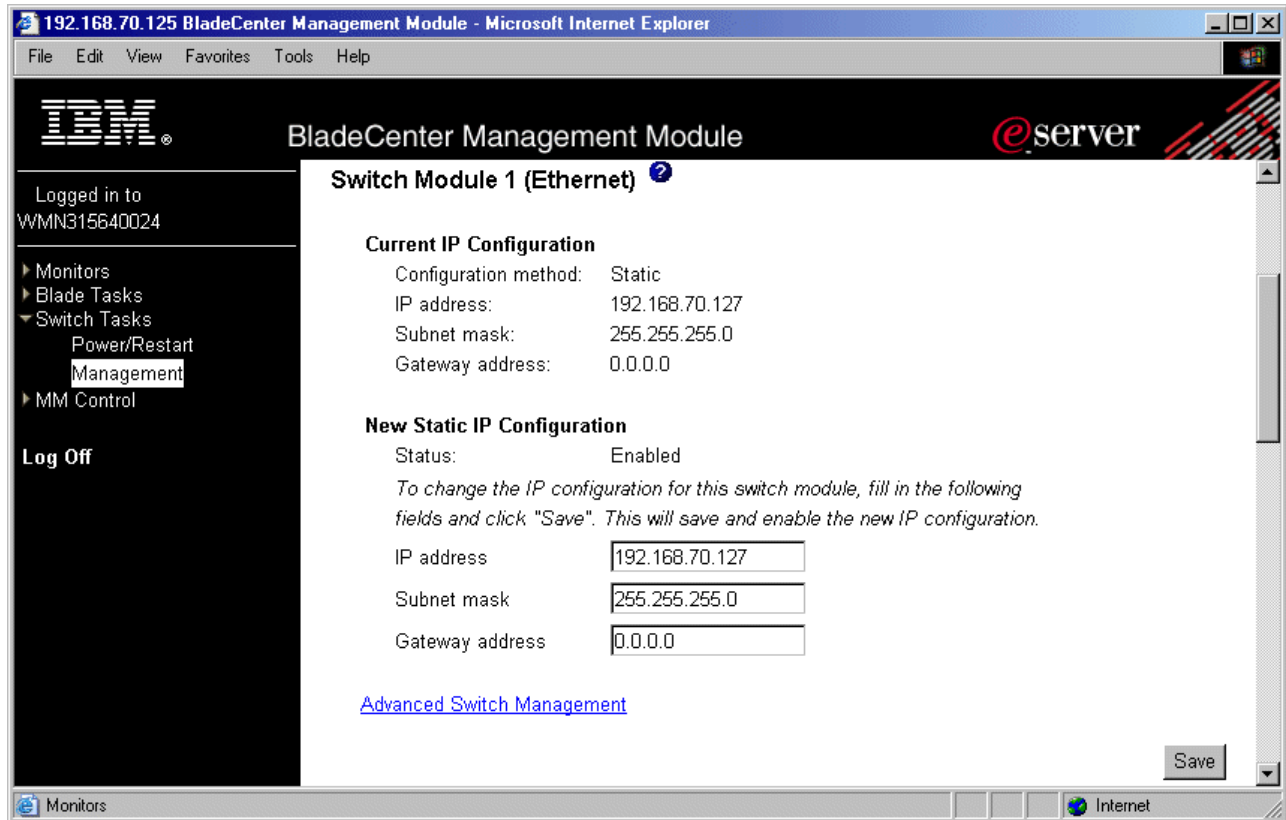 192.168.70.125 BladeCenter Management Module - Microsoft Internet Explorer
File Edit View Favorites Tools Help
IBM®
BladeCenter Management Module
e server
Logged in to
WMN315640024
Monitors
Blade Tasks
Switch Tasks
Power/Restart
Management
MM Control
Log Off
Switch Module 1 (Ethernet) ?
Current IP Configuration
Configuration method: Static
IP address: 192.168.70.127
Subnet mask: 255.255.255.0
Gateway address: 0.0.0.0
New Static IP Configuration
Status: Enabled
To change the IP configuration for this switch module, fill in the following
fields and click "Save". This will save and enable the new IP configuration.
IP address 192.168.70.127
Subnet mask 255.255.255.0
Gateway address 0.0.0.0
Advanced Switch Management
Save
Monitors
Internet